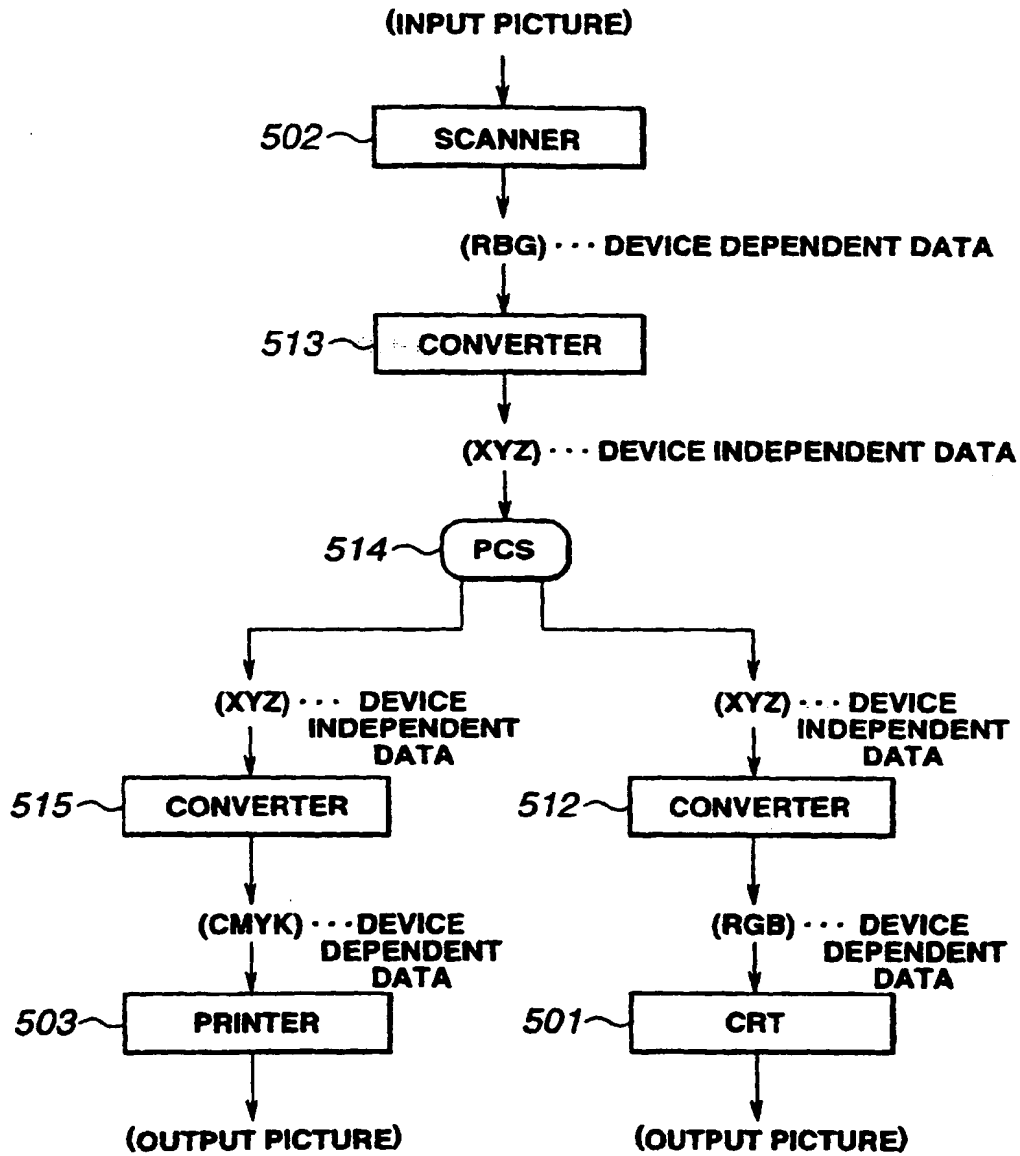 (INPUT PICTURE)
502 SCANNER
(RBG) ··· DEVICE DEPENDENT DATA
513 CONVERTER
(XYZ) ··· DEVICE INDEPENDENT DATA
514 PCS
(XYZ) ··· DEVICE
INDEPENDENT
DATA
(XYZ) ··· DEVICE
INDEPENDENT
DATA
515 CONVERTER
512 CONVERTER
(CMYK) ··· DEVICE
DEPENDENT
DATA
(RGB) ··· DEVICE
DEPENDENT
DATA
503 PRINTER
501 CRT
(OUTPUT PICTURE)
(OUTPUT PICTURE)